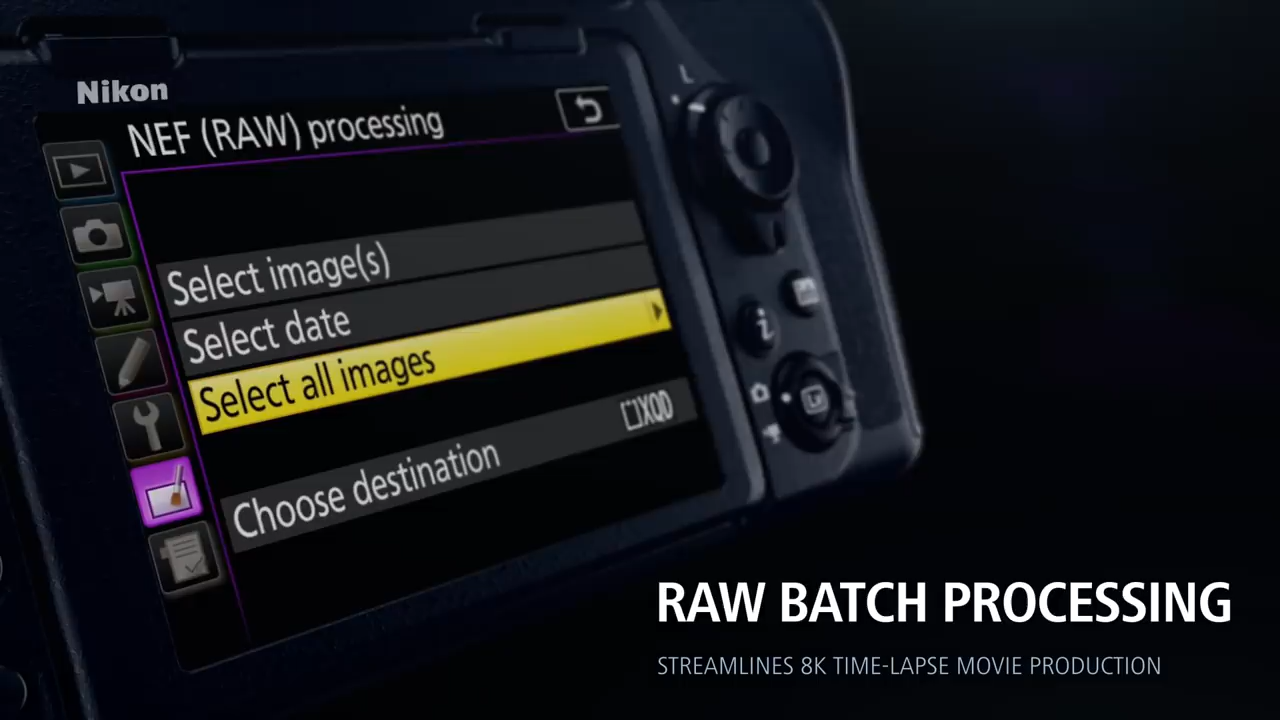 L
Nikon
NEF (RAW) processing
Select image(s)
Select date
Select all images
XQD
Choose destination
i
Lv
RAW BATCH PROCESSING
STREAMLINES 8K TIME-LAPSE MOVIE PRODUCTION